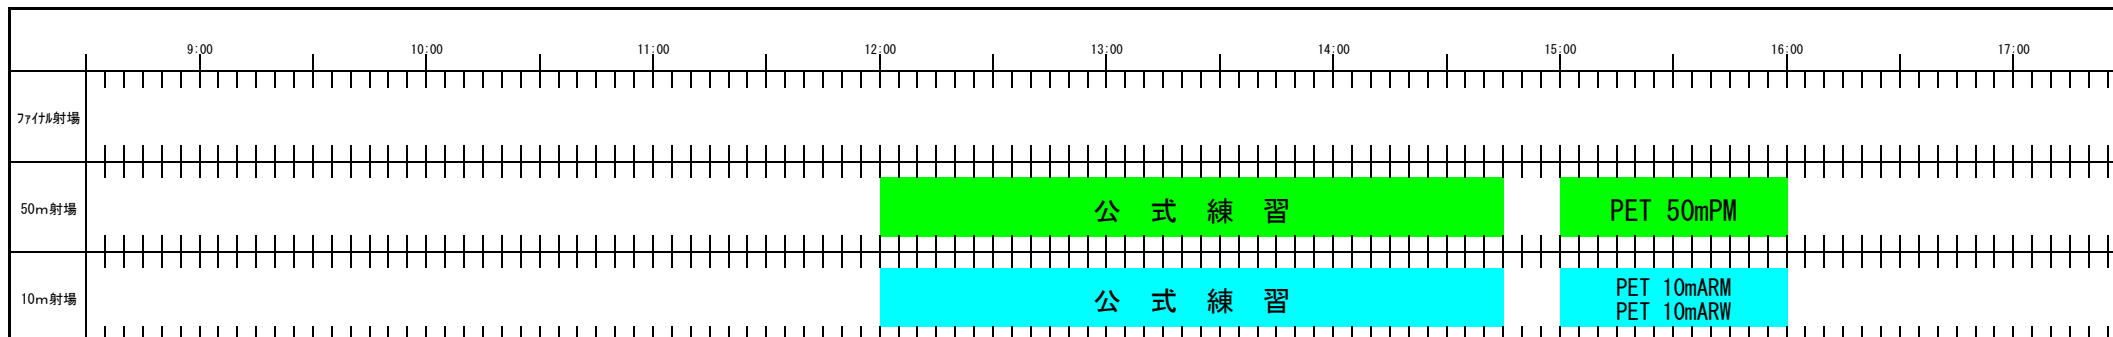 9:00 10:00 11:00 12:00 13:00 14:00 15:00 16:00 17:00
ﾌｧｲﾅﾙ射場
50m射場 公 式 練 習 PET 50mPM
10m射場 公 式 練 習 PET 10mARM
PET 10mARW